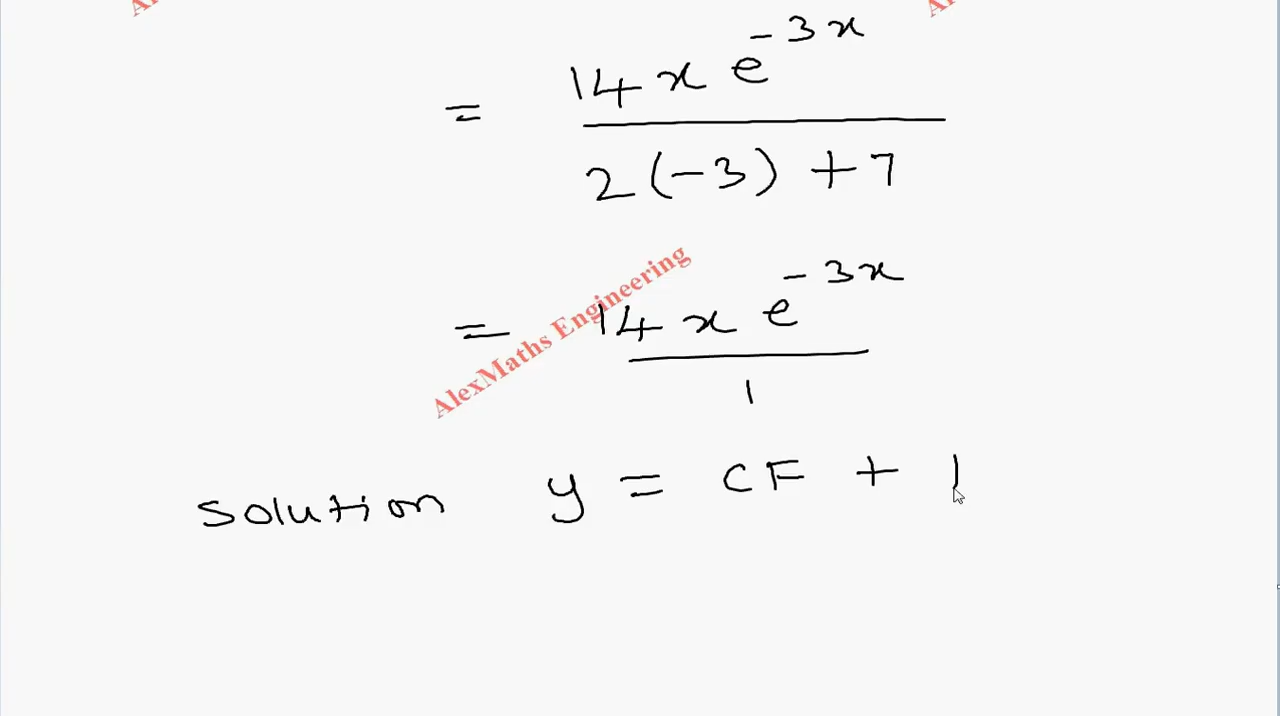 = 14x e^{-3x}
2(-3) + 7
= 14x e^{-3x}
1
AlexMaths Engineering
Solution y = CF +